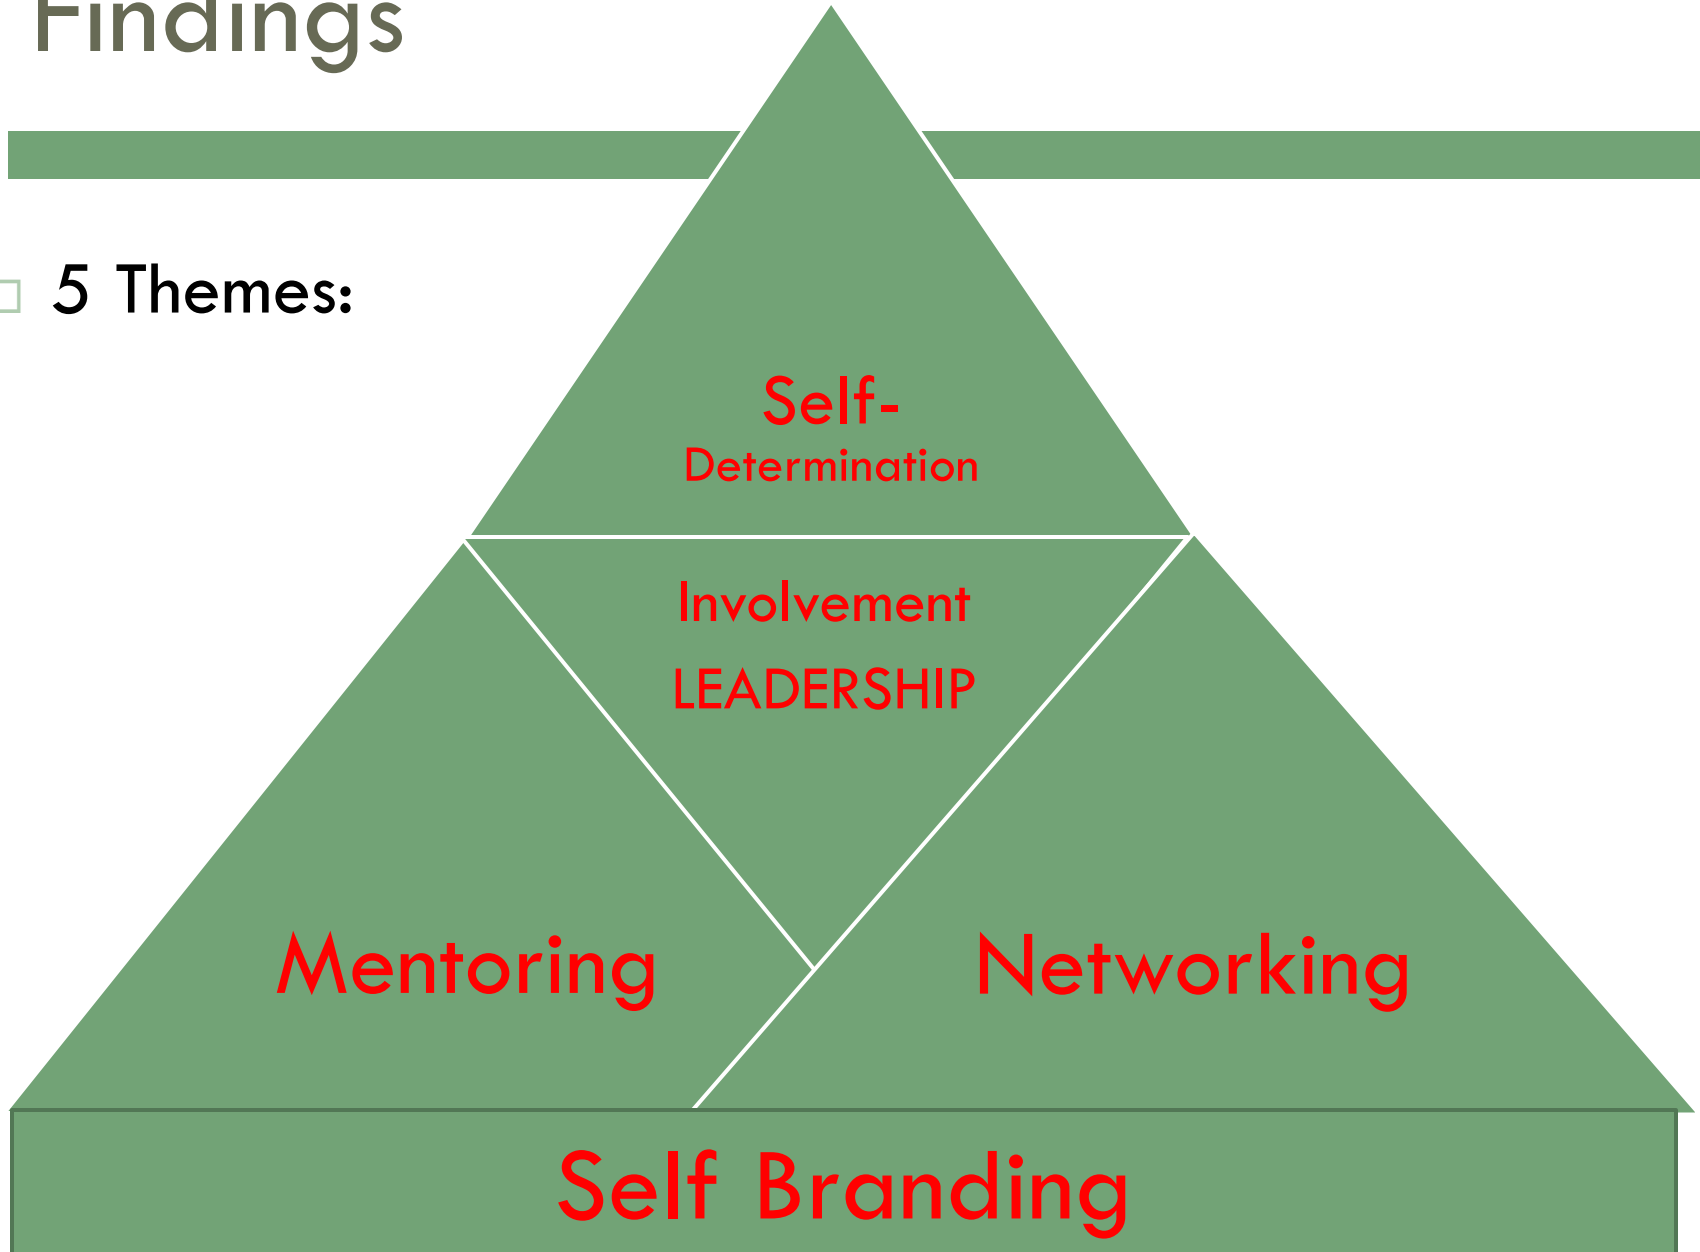 Findings
5 Themes:
Self-
Determination
Involvement
LEADERSHIP
Mentoring
Networking
Self Branding